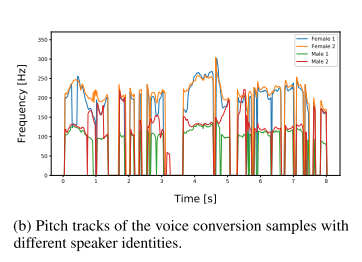 350
300
250
200
150
100
50
0
Frequency [Hz]
Female 1
Female 2
Male 1
Male 2
0 1 2 3 4 5 6 7 8
Time [s]
(b) Pitch tracks of the voice conversion samples with
different speaker identities.